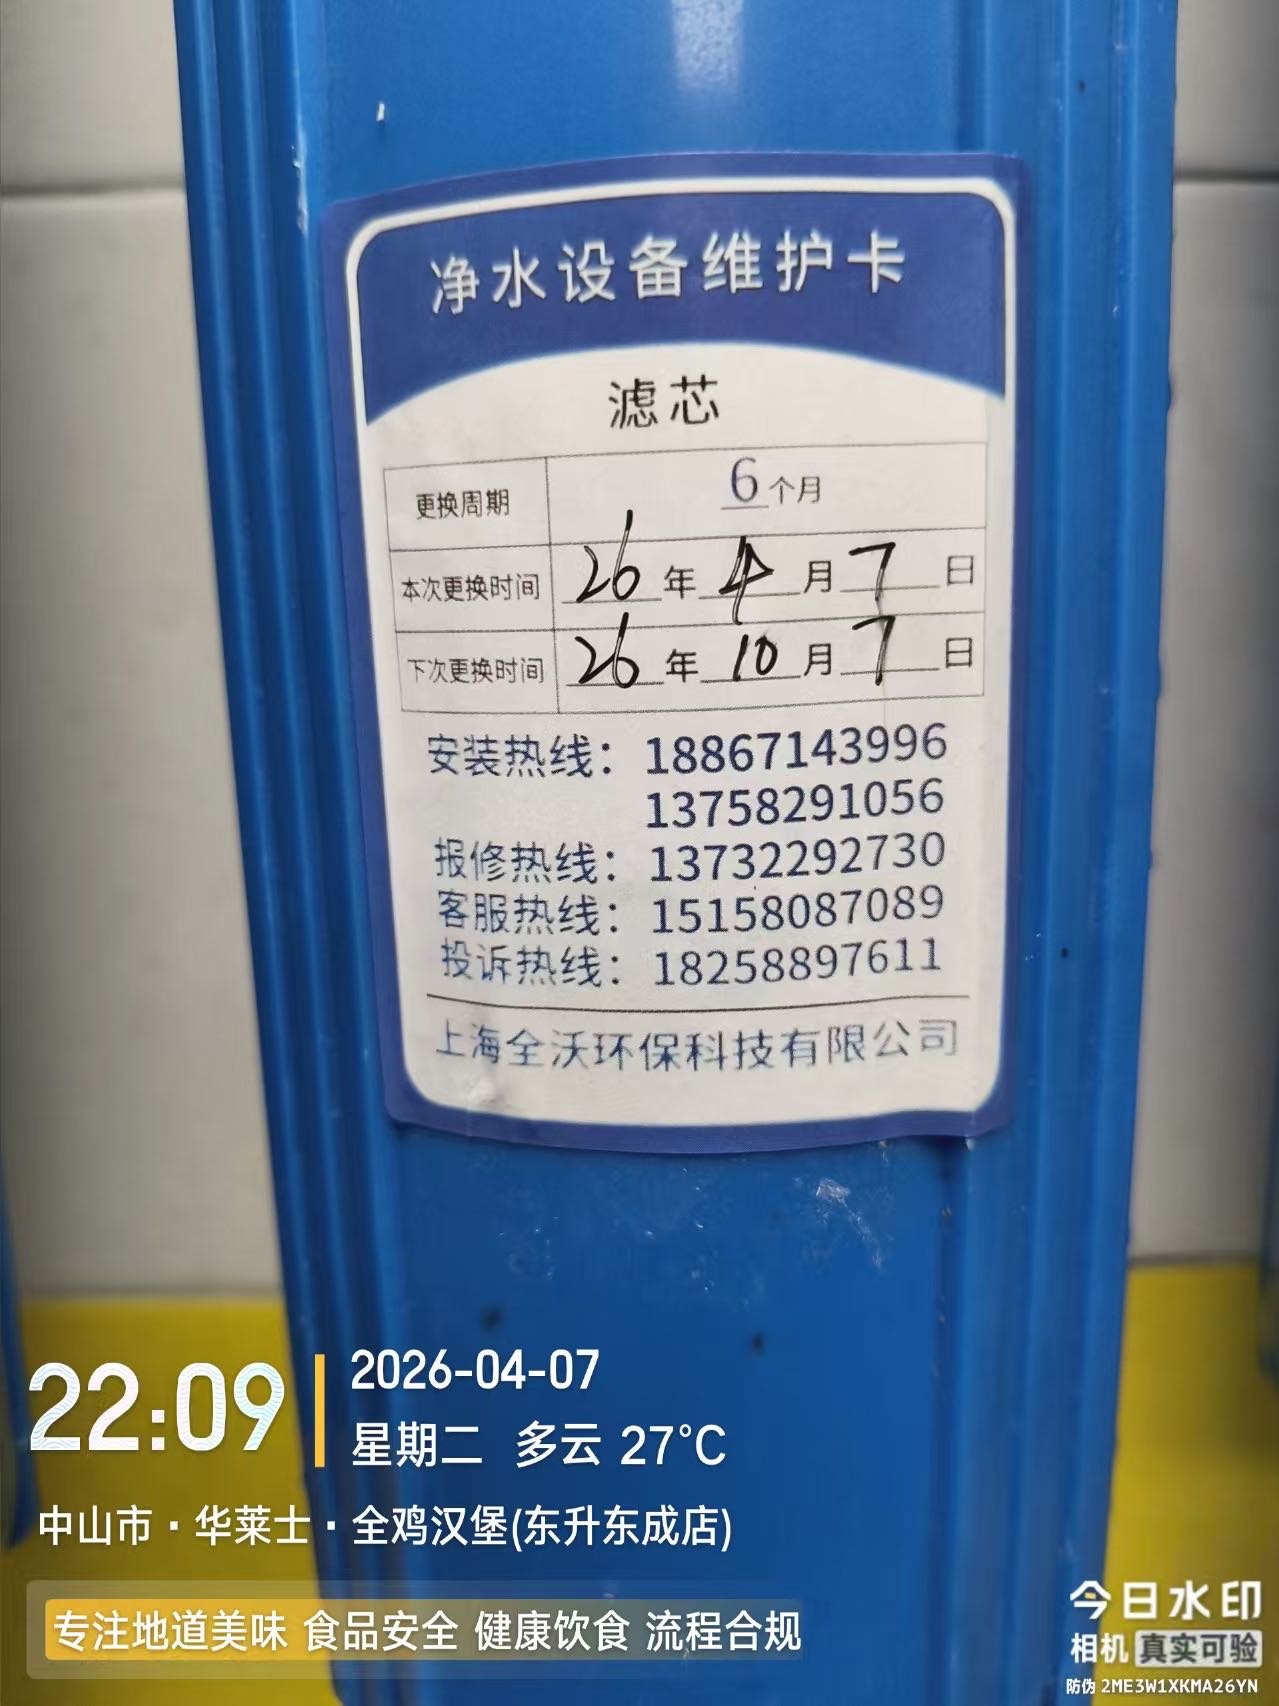 净水设备维护卡
滤芯
更换周期 6个月
本次更换时间 26年4月7日
下次更换时间 26年10月7日
安装热线：18867143996
13758291056
报修热线：13732292730
客服热线：15158087089
投诉热线：18258897611
上海全沃环保科技有限公司
22:09
2026-04-07
星期二 多云 27°C
中山市·华莱士·全鸡汉堡(东升东成店)
专注地道美味 食品安全 健康饮食 流程合规
今日水印
相机 真实可验
防伪 2ME3W1XKMA26YN